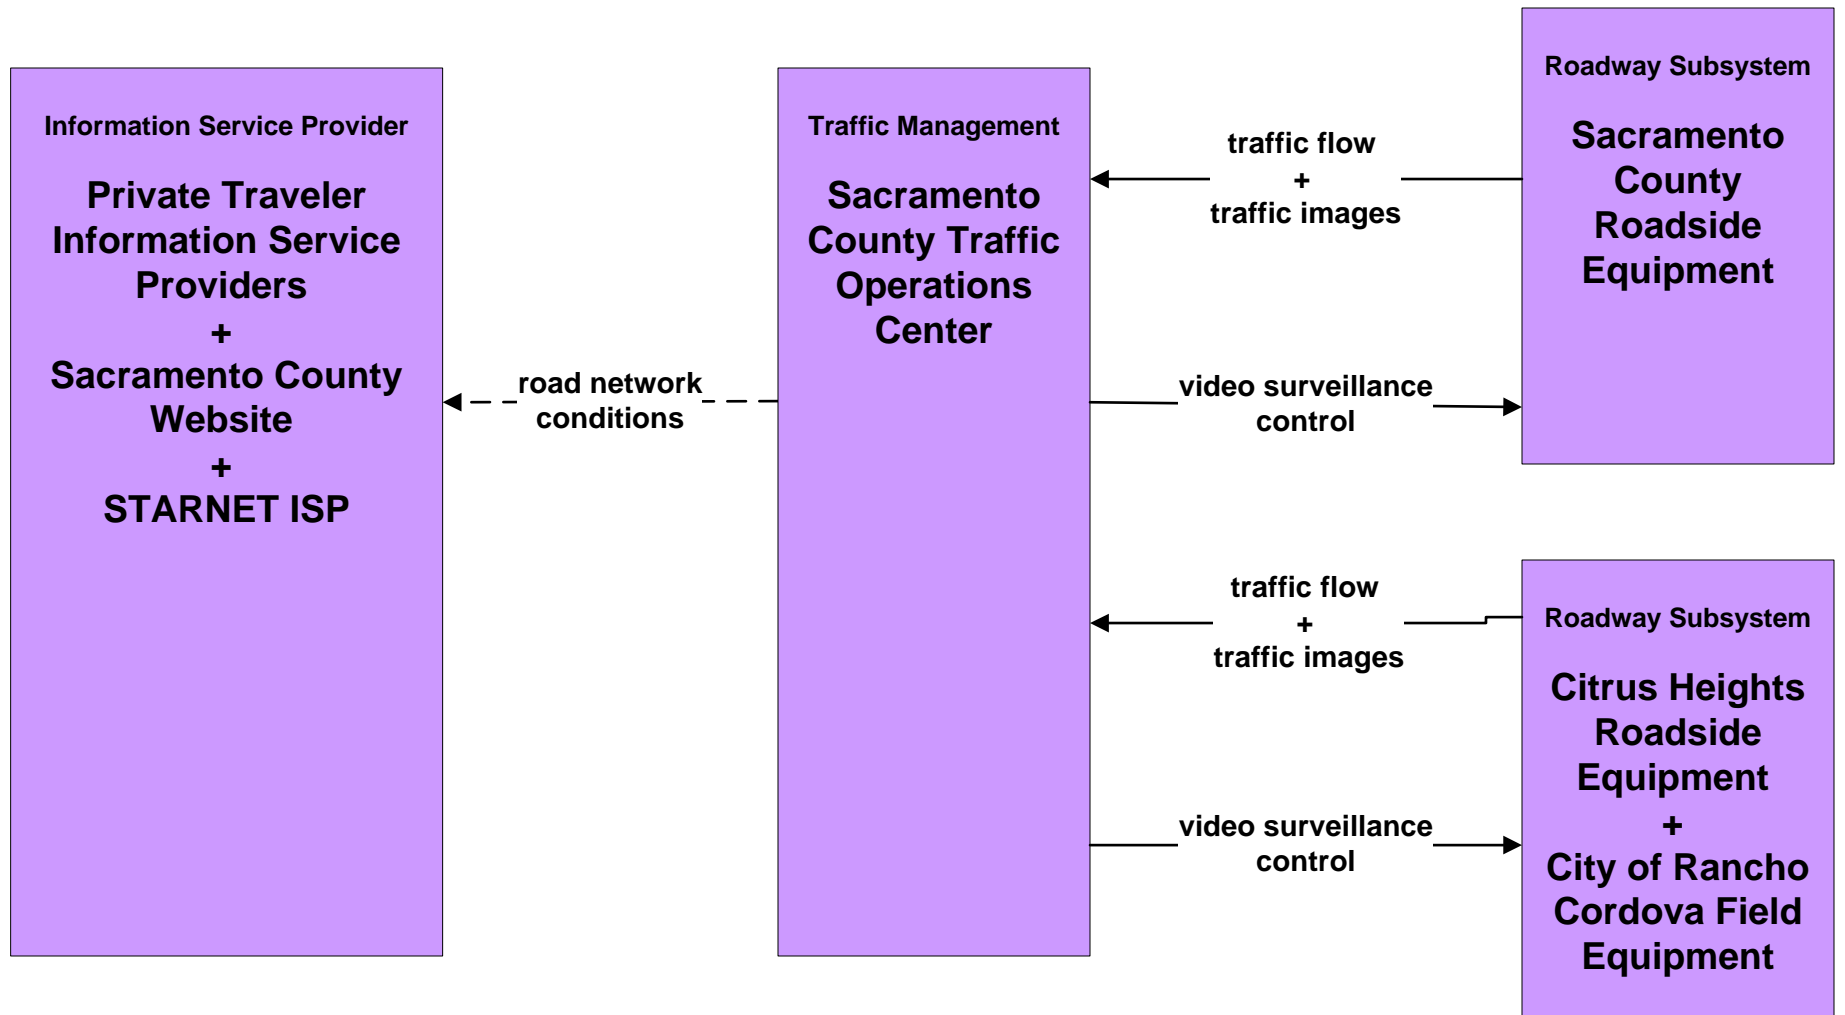 Information Service Provider
Private Traveler
Information Service
Providers
+
Sacramento County
Website
+
STARNET ISP
road network
conditions
Traffic Management
Sacramento
County Traffic
Operations
Center
traffic flow
+
traffic images
video surveillance
control
traffic flow
+
traffic images
video surveillance
control
Roadway Subsystem
Sacramento
County
Roadside
Equipment
Roadway Subsystem
Citrus Heights
Roadside
Equipment
+
City of Rancho
Cordova Field
Equipment